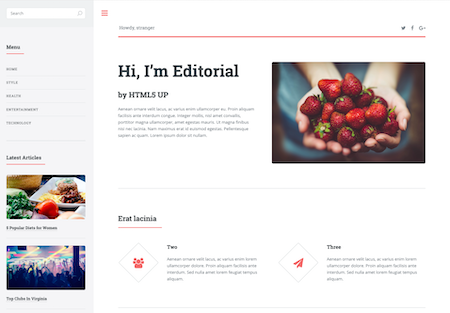 Search
Menu
HOME
STYLE
HEALTH
ENTERTAINMENT
TECHNOLOGY
Latest Articles
5 Popular Diets for Women
Top Clubs In Virginia
Howdy, stranger
Hi, I'm Editorial
by HTML5 UP
Aenean ornare velit lacus, ac varius enim ullamcorper eu. Proin aliquam
facilisis ante interdum congue, integer mollis, nisl amet convallis,
porttitor magna ullamcorper, amet egestas mauris. Ut magna finibus
nisi nec lacinia. Nam maximus erat id euismod egestas. Pellentesque
sapien ac quam. Lorem ipsum dolor sit nullam.
Erat lacinia
Two
Aenean ornare velit lacus, ac varius enim lorem
ullamcorper dolore. Proin aliquam facilisis ante
interdum. Sed nulla amet lorem feugiat tempus
aliquam.
Three
Aenean ornare velit lacus, ac varius enim lorem
ullamcorper dolore. Proin aliquam facilisis ante
interdum. Sed nulla amet lorem feugiat tempus
aliquam.